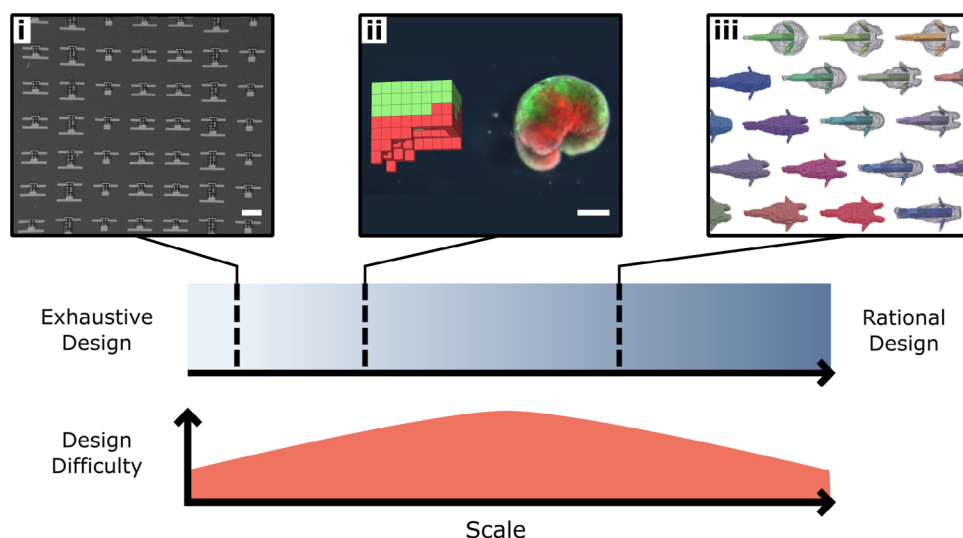 i
ii
iii
Exhaustive
Design
Rational
Design
Design
Difficulty
Scale